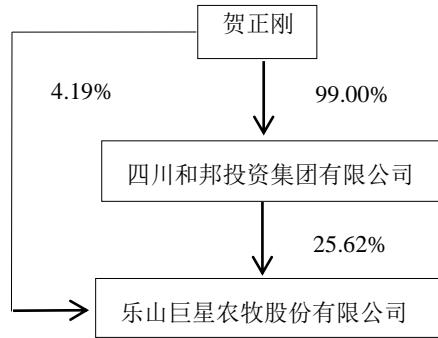 贺正刚
4.19%
99.00%
四川和邦投资集团有限公司
25.62%
乐山巨星农牧股份有限公司